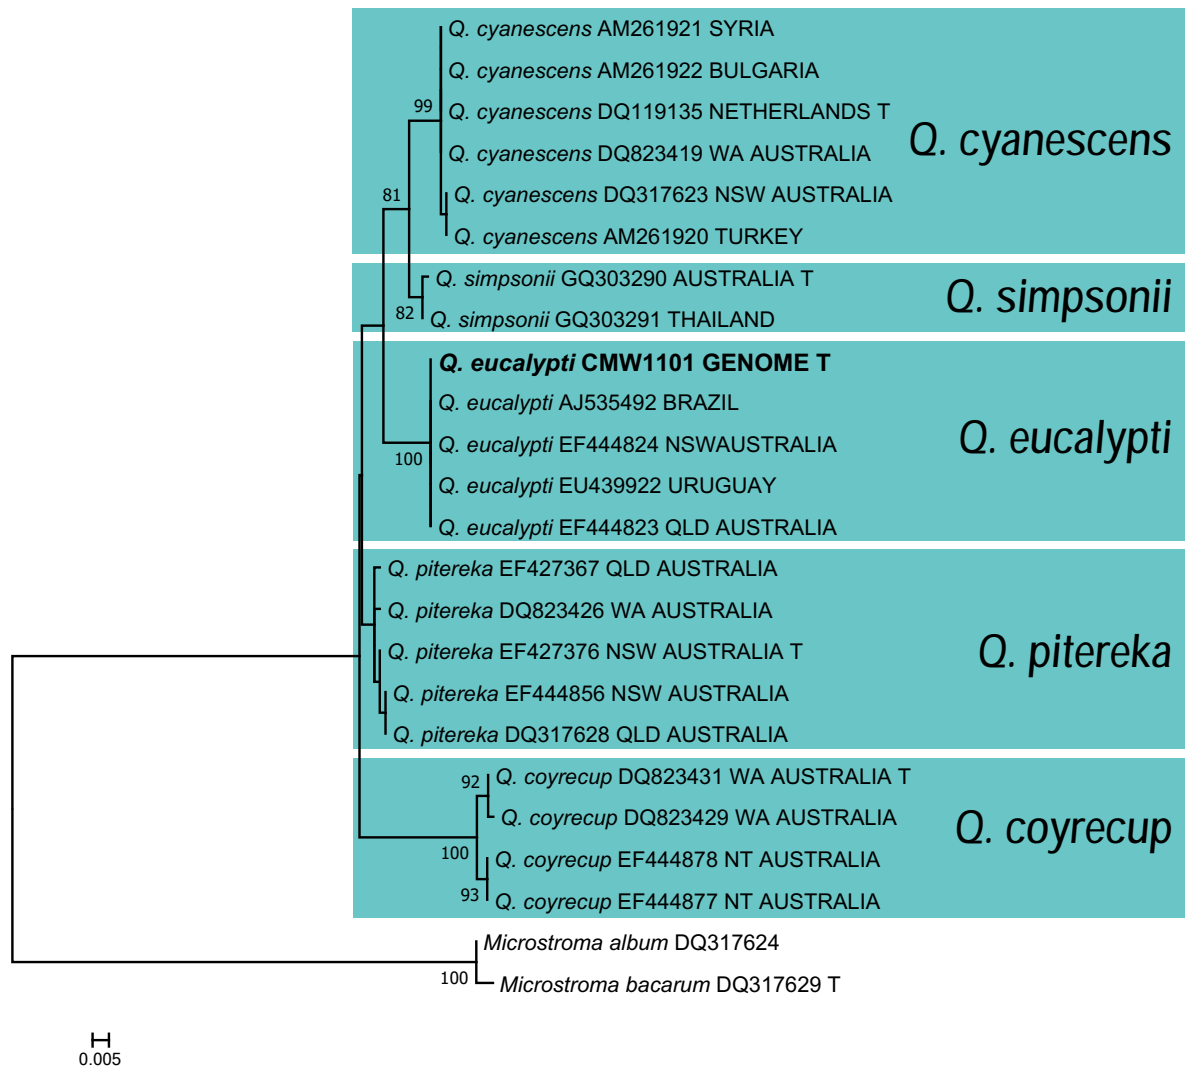 Q. cyanescens AM261921 SYRIA
Q. cyanescens AM261922 BULGARIA
99
Q. cyanescens DQ119135 NETHERLANDS T
Q. cyanescens
Q. cyanescens DQ823419 WA AUSTRALIA
81
Q. cyanescens DQ317623 NSW AUSTRALIA
Q. cyanescens AM261920 TURKEY
Q. simpsonii GQ303290 AUSTRALIA T
Q. simpsonii
82
Q. simpsonii GQ303291 THAILAND
Q. eucalypti CMW1101 GENOME T
Q. eucalypti AJ535492 BRAZIL
Q. eucalypti EF444824 NSWAUSTRALIA
Q. eucalypti
100
Q. eucalypti EU439922 URUGUAY
Q. eucalypti EF444823 QLD AUSTRALIA
Q. pitereka EF427367 QLD AUSTRALIA
Q. pitereka DQ823426 WA AUSTRALIA
Q. pitereka EF427376 NSW AUSTRALIA T
Q. pitereka
Q. pitereka EF444856 NSW AUSTRALIA
Q. pitereka DQ317628 QLD AUSTRALIA
92
Q. coyrecup DQ823431 WA AUSTRALIA T
Q. coyrecup DQ823429 WA AUSTRALIA
Q. coyrecup
100
Q. coyrecup EF444878 NT AUSTRALIA
93
Q. coyrecup EF444877 NT AUSTRALIA
Microstroma album DQ317624
100
Microstroma bacarum DQ317629 T
0.005